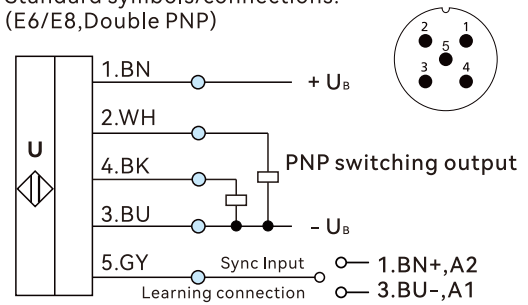 Standard symbols/connections:
(E6/E8,Double PNP)
2 1
5
3 4
1.BN
+ UB
2.WH
U
PNP switching output
4.BK
3.BU
- UB
5.GY
Sync Input
1.BN+,A2
Learning connection
3.BU-,A1